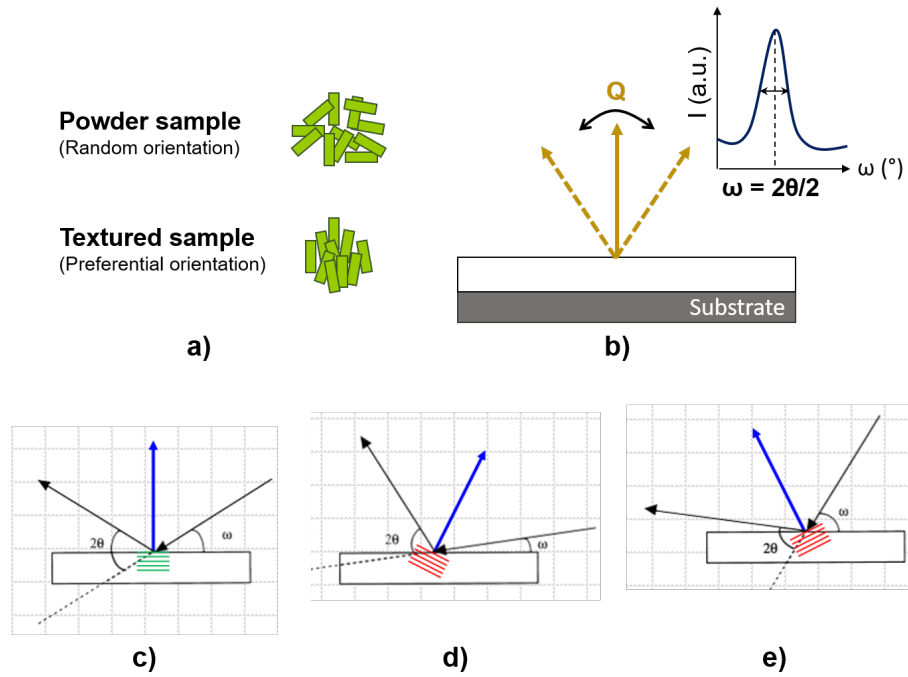 Powder sample
(Random orientation)
Textured sample
(Preferential orientation)
a)
Q
I (a.u.)
ω (°)
ω = 2θ/2
Substrate
b)
2θ
ω
c)
2θ
ω
d)
ω
2θ
e)